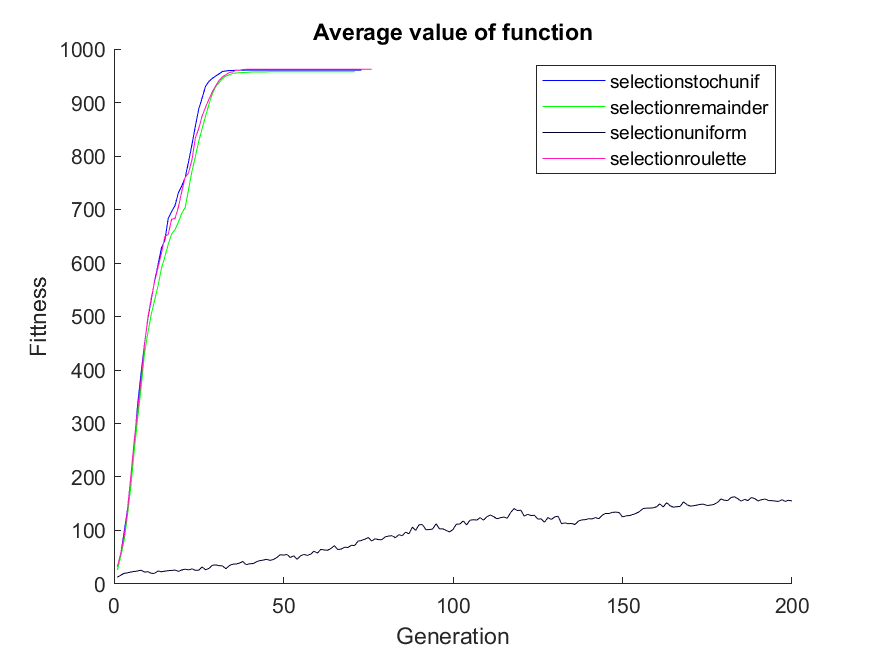 Average value of function
1000
900
800
700
600
500
400
300
200
100
0
Fittness
selectionstochunif
selectionremainder
selectionuniform
selectionroulette
0 50 100 150 200
Generation